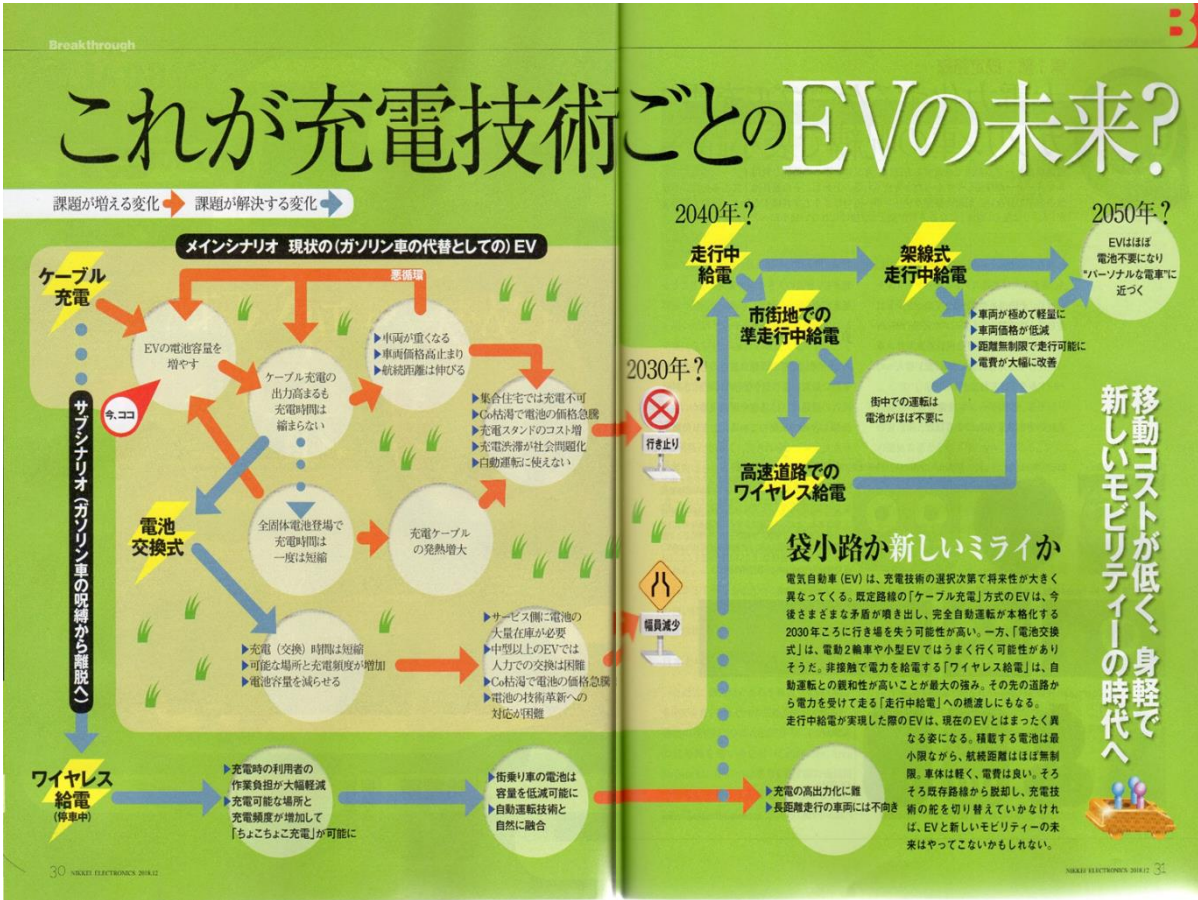 Breakthrough
B
これが充電技術ごとのEVの未来?
課題が増える変化
課題が解決する変化
メインシナリオ 現状の(ガソリン車の代替としての)EV
ケーブル
充電
悪循環
EVの電池容量を
増やす
今、ココ
ケーブル充電の
出力高まるも
充電時間は
縮まらない
▶車両が重くなる
▶車両価格高止まり
▶航続距離は伸びる
▶集合住宅では充電不可
▶Co枯渇で電池の価格急騰
▶充電スタンドのコスト増
▶充電渋滞が社会問題化
▶自動運転に使えない
2030年?
行き止り
サブシナリオ(ガソリン車の呪縛から離脱へ)
電池
交換式
全固体電池登場で
充電時間は
一度は短縮
充電ケーブル
の発熱増大
▶充電(交換)時間は短縮
▶可能な場所と充電頻度が増加
▶電池容量を減らせる
▶サービス側に電池の
大量在庫が必要
▶中型以上のEVでは
人力での交換は困難
▶Co枯渇で電池の価格急騰
▶電池の技術革新への
対応が困難
幅員減少
ワイヤレス
給電
(停車中)
▶充電時の利用者の
作業負担が大幅軽減
▶充電可能な場所と
充電頻度が増加して
「ちょこちょこ充電」が可能に
▶街乗り車の電池は
容量を低減可能に
▶自動運転技術と
自然に融合
▶充電の高出力化に難
▶長距離走行の車両には不向き
2040年?
走行中
給電
架線式
走行中給電
2050年?
EVはほぼ
電池不要になり
“パーソナルな電車”に
近づく
市街地での
準走行中給電
▶車両が極めて軽量に
▶車両価格が低減
▶距離無制限で走行可能に
▶電費が大幅に改善
街中での運転は
電池がほぼ不要に
高速道路での
ワイヤレス給電
移動コストが低く、身軽で
新しいモビリティーの時代へ
袋小路か新しいミライか
電気自動車(EV)は、充電技術の選択次第で将来性が大きく
異なってくる。既定路線の「ケーブル充電」方式のEVは、今
後さまざまな矛盾が噴き出し、完全自動運転が本格化する
2030年ころに行き場を失う可能性が高い。一方、「電池交換
式」は、電動2輪車や小型EVではうまく行く可能性があり
そうだ。非接触で電力を給電する「ワイヤレス給電」は、自
動運転との親和性が高いことが最大の強み。その先の道路か
ら電力を受けて走る「走行中給電」への橋渡しにもなる。
走行中給電が実現した際のEVは、現在のEVとはまったく異
なる姿になる。積載する電池は最
小限ながら、航続距離はほぼ無制
限。車体は軽く、電費は良い。そろ
そろ既存路線から脱却し、充電技
術の舵を切り替えていかなけれ
ば、EVと新しいモビリティーの未
来はやってこないかもしれない。
30 NIKKEI ELECTRONICS 2018.12
NIKKEI ELECTRONICS 2018.12 31